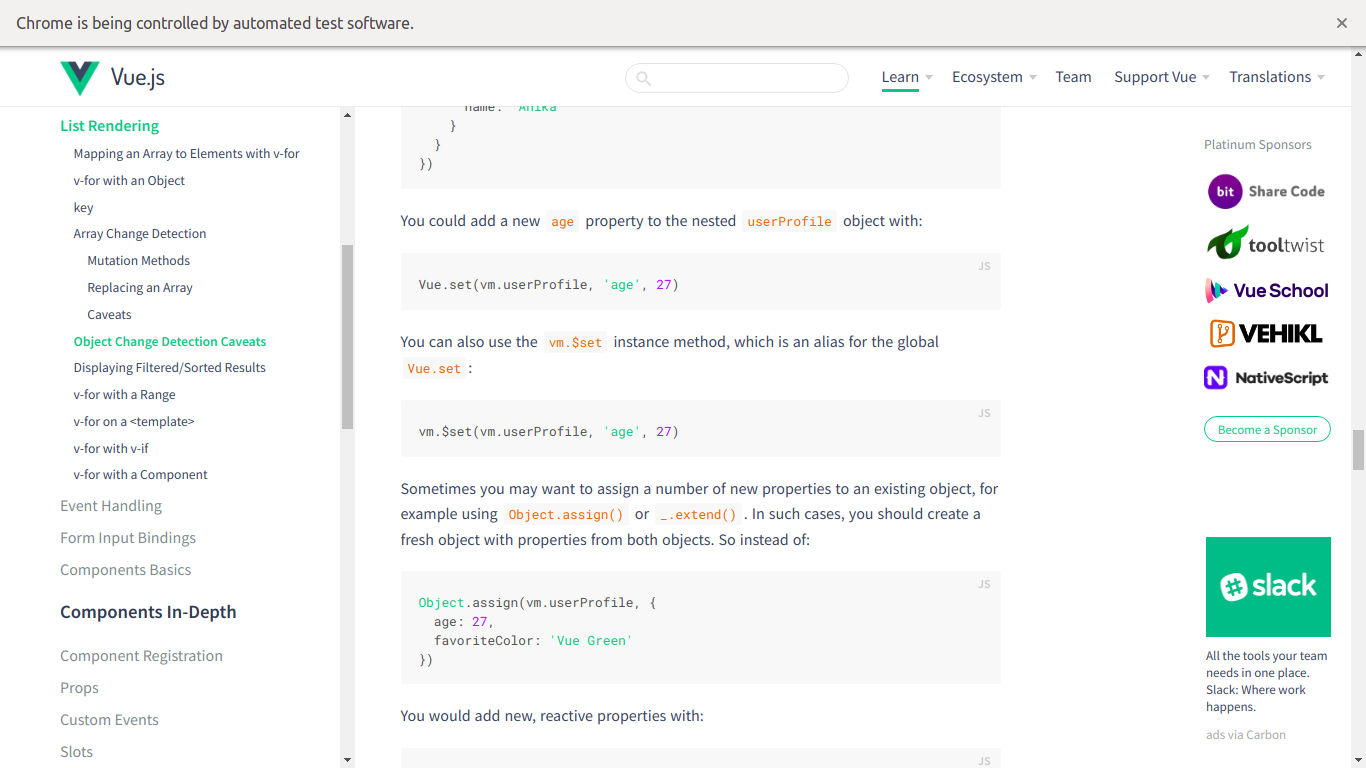 Chrome is being controlled by automated test software.
Vue.js
Learn
Ecosystem
Team
Support Vue
Translations
List Rendering
Mapping an Array to Elements with v-for
v-for with an Object
key
Array Change Detection
Mutation Methods
Replacing an Array
Caveats
Object Change Detection Caveats
Displaying Filtered/Sorted Results
v-for with a Range
v-for on a <template>
v-for with v-if
v-for with a Component
Event Handling
Form Input Bindings
Components Basics
Components In-Depth
Component Registration
Props
Custom Events
Slots
name: 'Anika'
}
}
})
You could add a new age property to the nested userProfile object with:
JS
Vue.set(vm.userProfile, 'age', 27)
You can also use the vm.$set instance method, which is an alias for the global
Vue.set :
JS
vm.$set(vm.userProfile, 'age', 27)
Sometimes you may want to assign a number of new properties to an existing object, for
example using Object.assign() or _.extend() . In such cases, you should create a
fresh object with properties from both objects. So instead of:
JS
Object.assign(vm.userProfile, {
age: 27,
favoriteColor: 'Vue Green'
})
You would add new, reactive properties with:
JS
Platinum Sponsors
bit Share Code
tooltwist
Vue School
VEHIKL
N NativeScript
Become a Sponsor
slack
All the tools your team
needs in one place.
Slack: Where work
happens.
ads via Carbon